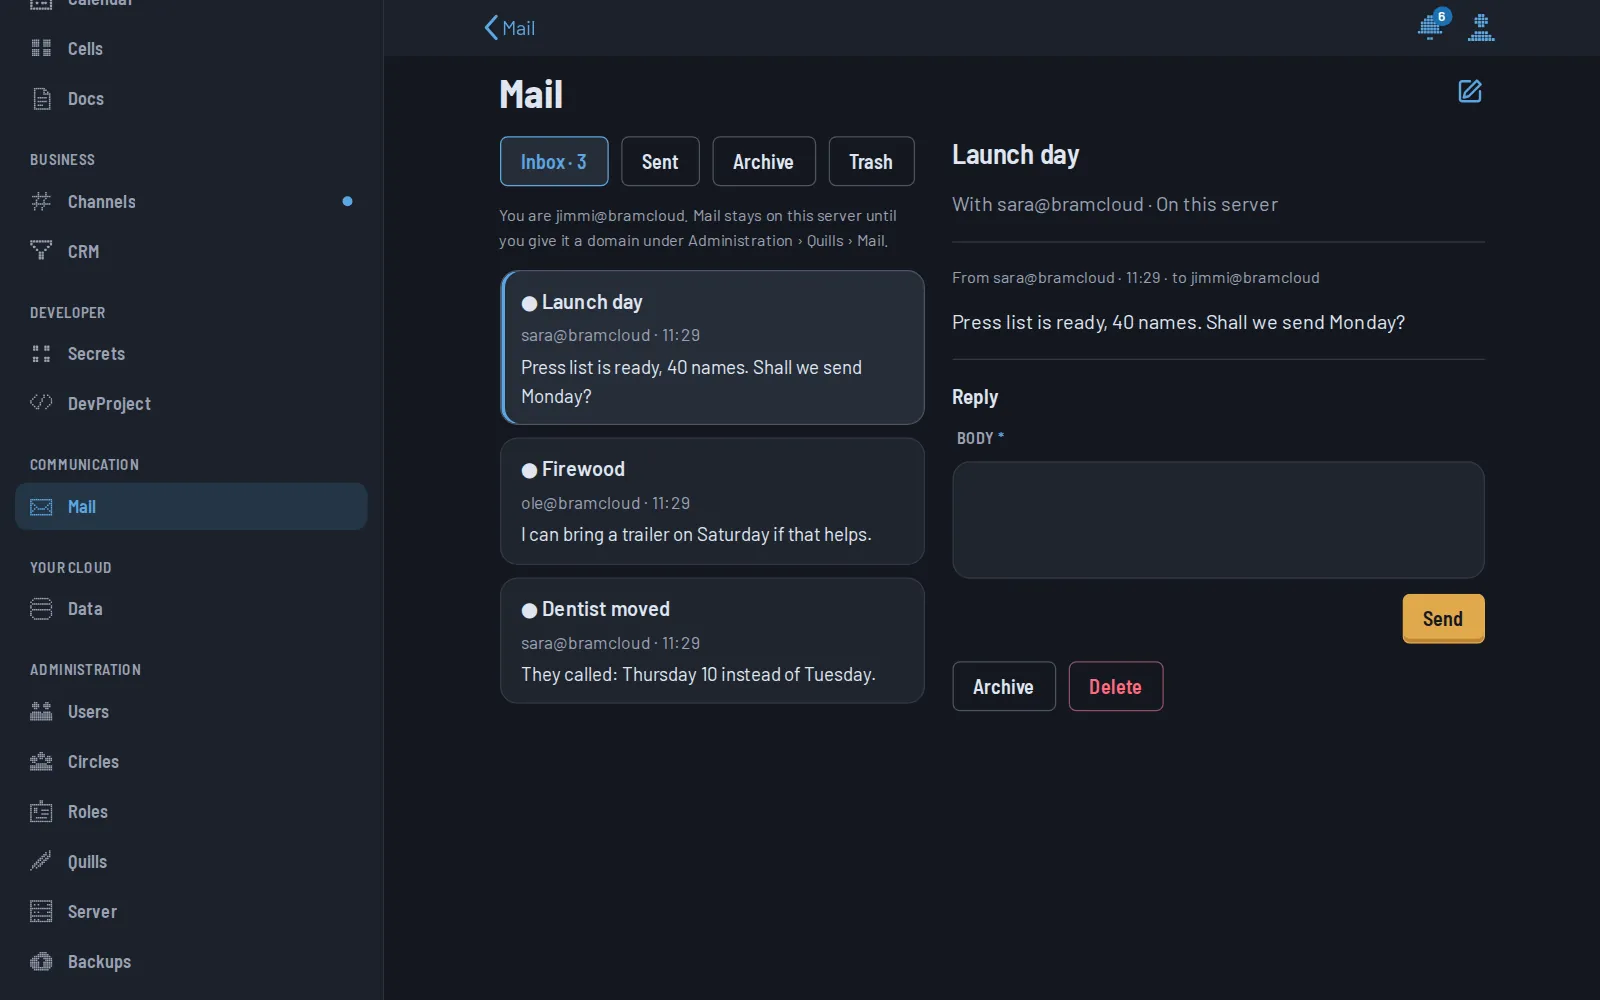 Calendar
Cells
Docs
BUSINESS
Channels
CRM
DEVELOPER
Secrets
DevProject
COMMUNICATION
Mail
YOUR CLOUD
Data
ADMINISTRATION
Users
Circles
Roles
Quills
Server
Backups
Mail
6
Mail
Inbox · 3
Sent
Archive
Trash
You are jimmi@bramcloud. Mail stays on this server until
you give it a domain under Administration › Quills › Mail.
Launch day
sara@bramcloud · 11:29
Press list is ready, 40 names. Shall we send
Monday?
Firewood
ole@bramcloud · 11:29
I can bring a trailer on Saturday if that helps.
Dentist moved
sara@bramcloud · 11:29
They called: Thursday 10 instead of Tuesday.
Launch day
With sara@bramcloud · On this server
From sara@bramcloud · 11:29 · to jimmi@bramcloud
Press list is ready, 40 names. Shall we send Monday?
Reply
BODY *
Send
Archive
Delete